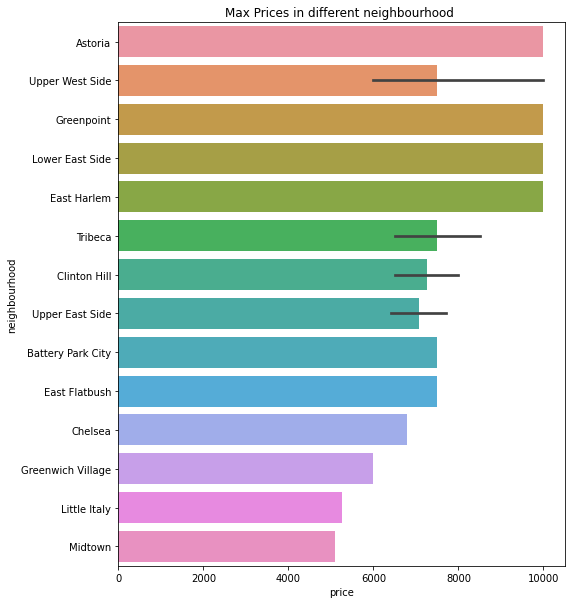 Max Prices in different neighbourhood
neighbourhood
Astoria
Upper West Side
Greenpoint
Lower East Side
East Harlem
Tribeca
Clinton Hill
Upper East Side
Battery Park City
East Flatbush
Chelsea
Greenwich Village
Little Italy
Midtown
0 2000 4000 6000 8000 10000
price